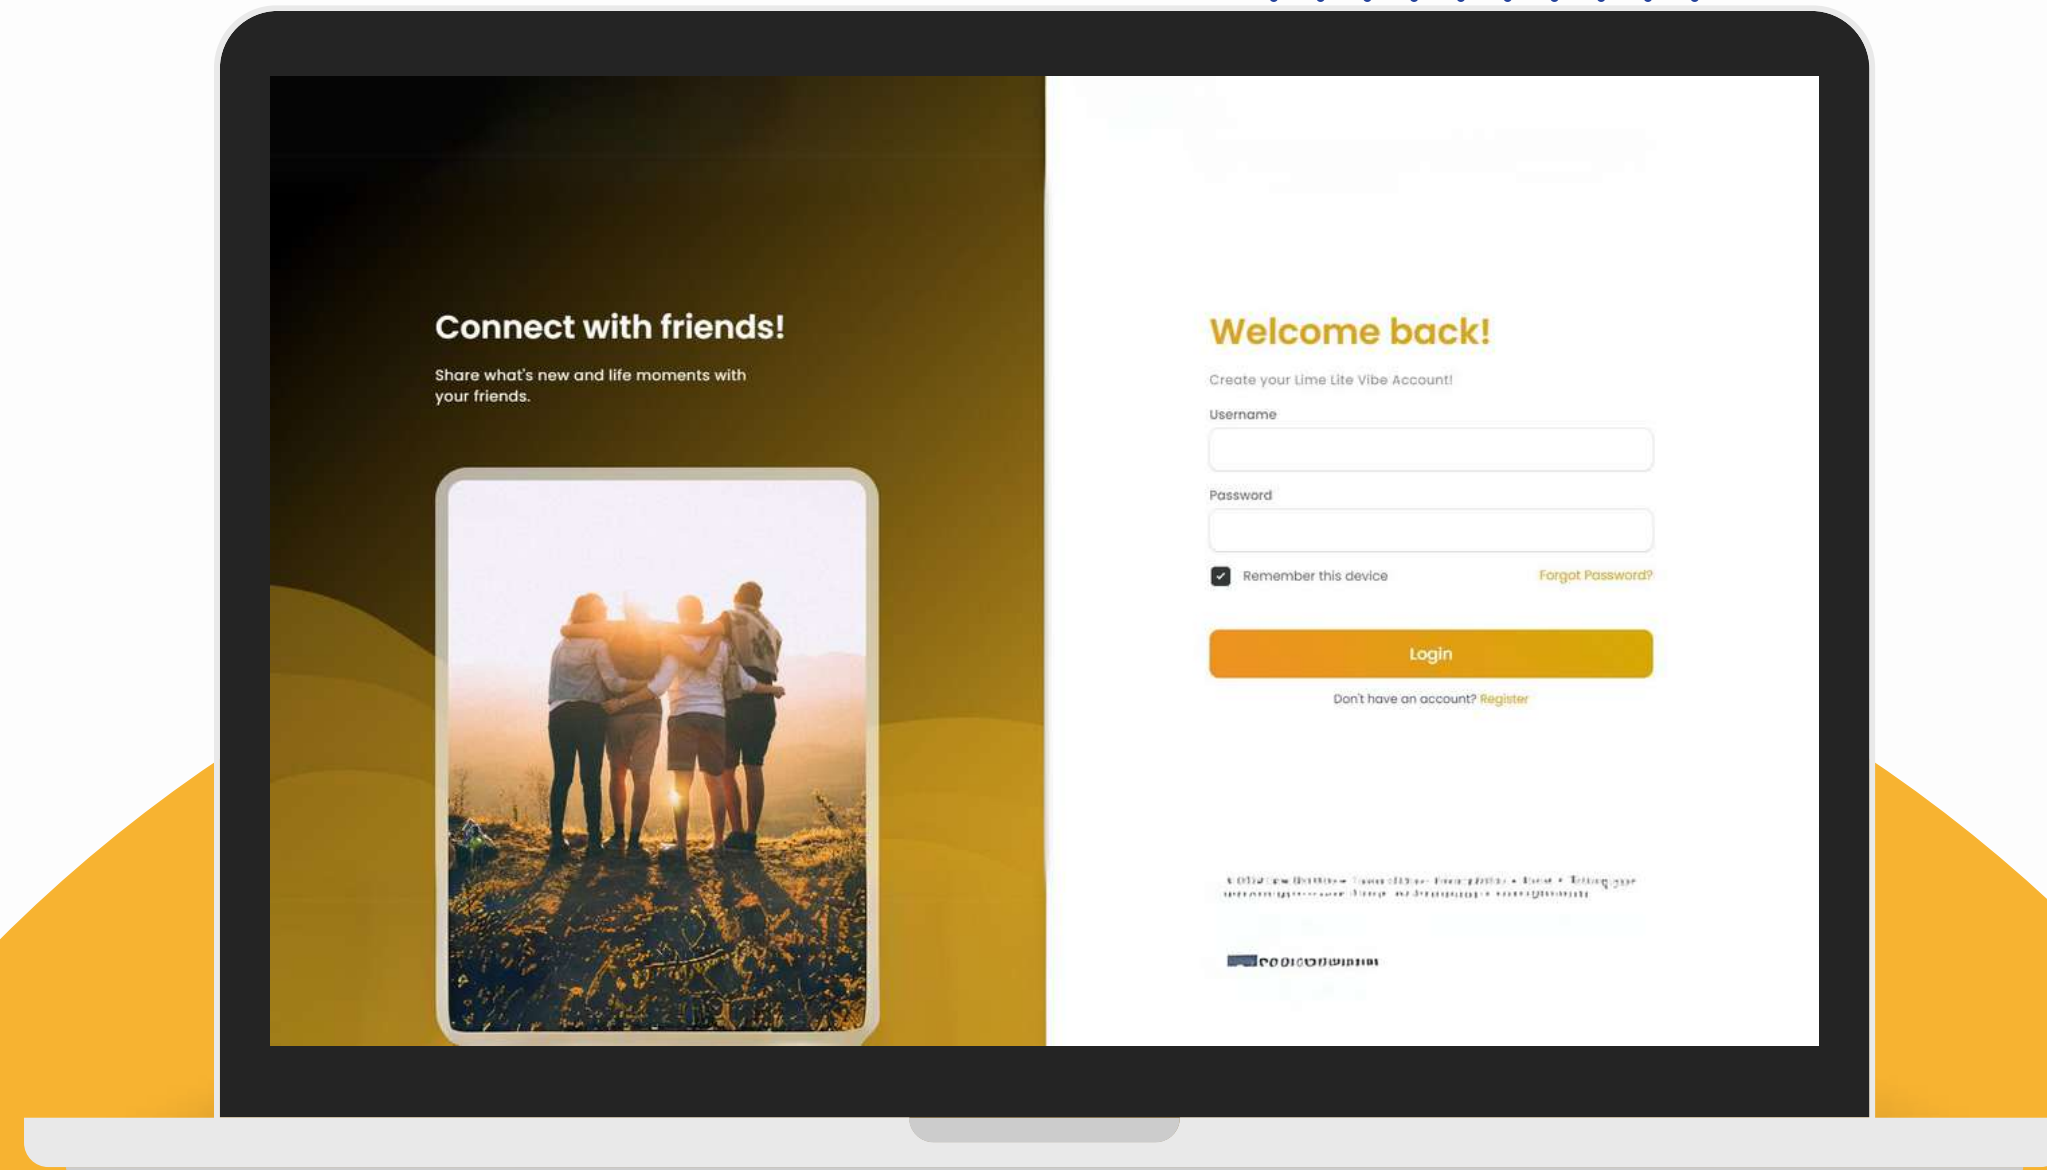 Connect with friends!
Share what's new and life moments with
your friends.
Welcome back!
Create your Lime Lite Vibe Account!
Username
Password
Remember this device
Forgot Password?
Login
Don't have an account? Register